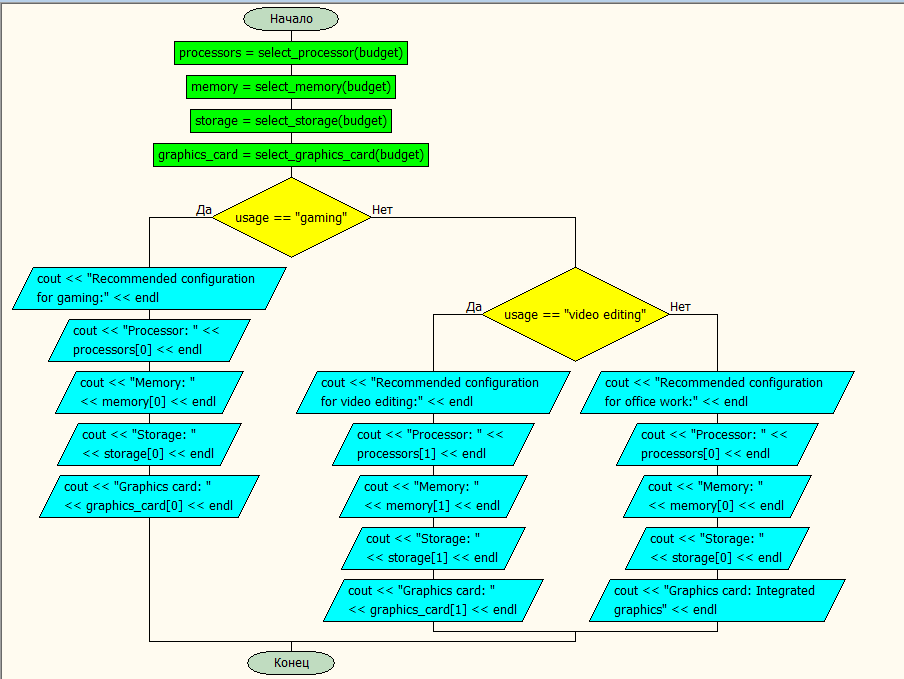 Начало
processors = select_processor(budget)
memory = select_memory(budget)
storage = select_storage(budget)
graphics_card = select_graphics_card(budget)
Да
usage == "gaming"
Нет
cout << "Recommended configuration
for gaming:" << endl
cout << "Processor: " <<
processors[0] << endl
cout << "Memory: "
<< memory[0] << endl
cout << "Storage: "
<< storage[0] << endl
cout << "Graphics card: "
<< graphics_card[0] << endl
Да
usage == "video editing"
Нет
cout << "Recommended configuration
for video editing:" << endl
cout << "Processor: " <<
processors[1] << endl
cout << "Memory: "
<< memory[1] << endl
cout << "Storage: "
<< storage[1] << endl
cout << "Graphics card: "
<< graphics_card[1] << endl
cout << "Recommended configuration
for office work:" << endl
cout << "Processor: " <<
processors[0] << endl
cout << "Memory: "
<< memory[0] << endl
cout << "Storage: "
<< storage[0] << endl
cout << "Graphics card: Integrated
graphics" << endl
Конец